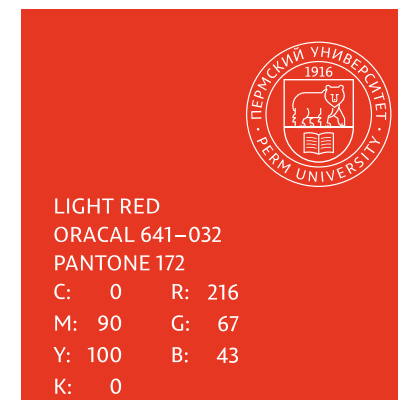 ПЕРМСКИЙ УНИВЕРСИТЕТ
1916
PERM UNIVERSITY
LIGHT RED
ORACAL 641–032
PANTONE 172
C: 0 R: 216
M: 90 G: 67
Y: 100 B: 43
K: 0